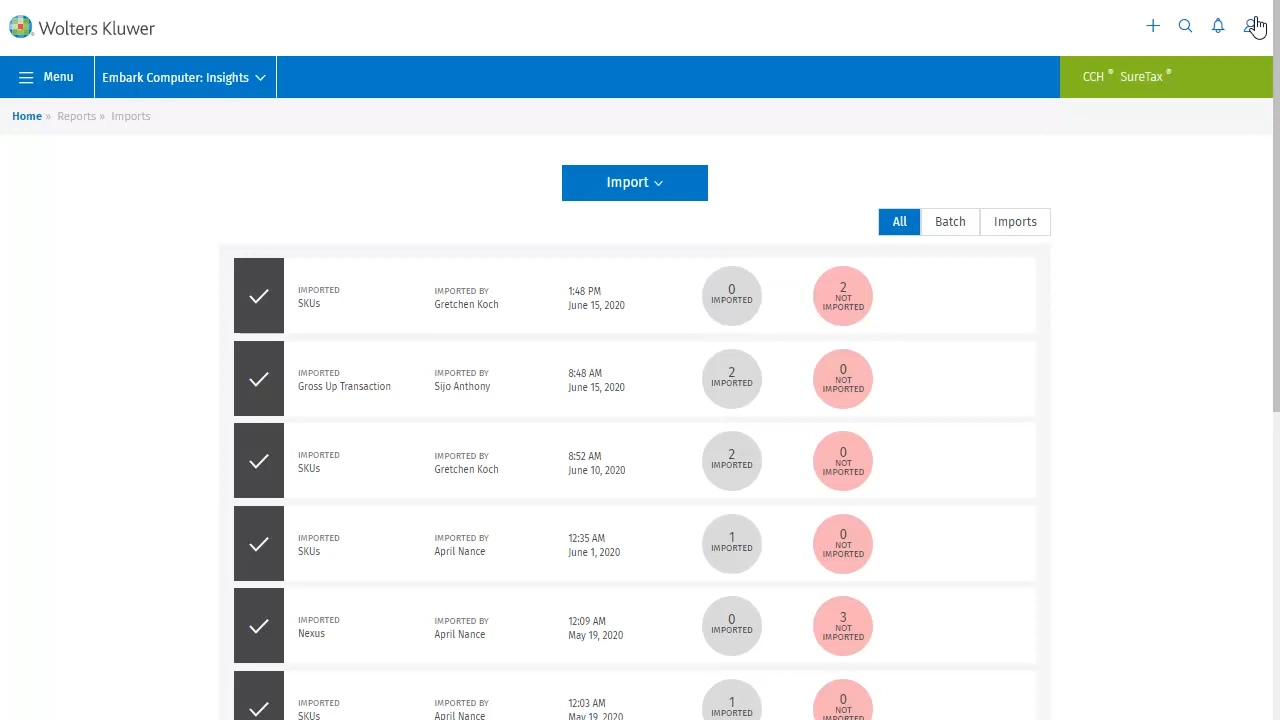 Wolters Kluwer
Menu
Embark Computer: Insights
CCH ® SureTax ®
Home » Reports » Imports
Import
All Batch Imports
IMPORTED
SKUs
IMPORTED BY
Gretchen Koch
1:48 PM
June 15, 2020
0
IMPORTED
2
NOT
IMPORTED
IMPORTED
Gross Up Transaction
IMPORTED BY
Sijo Anthony
8:48 AM
June 15, 2020
2
IMPORTED
0
NOT
IMPORTED
IMPORTED
SKUs
IMPORTED BY
Gretchen Koch
8:52 AM
June 10, 2020
2
IMPORTED
0
NOT
IMPORTED
IMPORTED
SKUs
IMPORTED BY
April Nance
12:35 AM
June 1, 2020
1
IMPORTED
0
NOT
IMPORTED
IMPORTED
Nexus
IMPORTED BY
April Nance
12:09 AM
May 19, 2020
0
IMPORTED
3
NOT
IMPORTED
IMPORTED
SKUs
IMPORTED BY
April Nance
12:03 AM
May 19, 2020
1
IMPORTED
0
NOT
IMPORTED